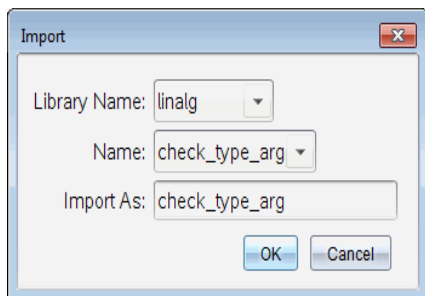 Import
Library Name: linalg
Name: check_type_arg
Import As: check_type_arg
OK Cancel